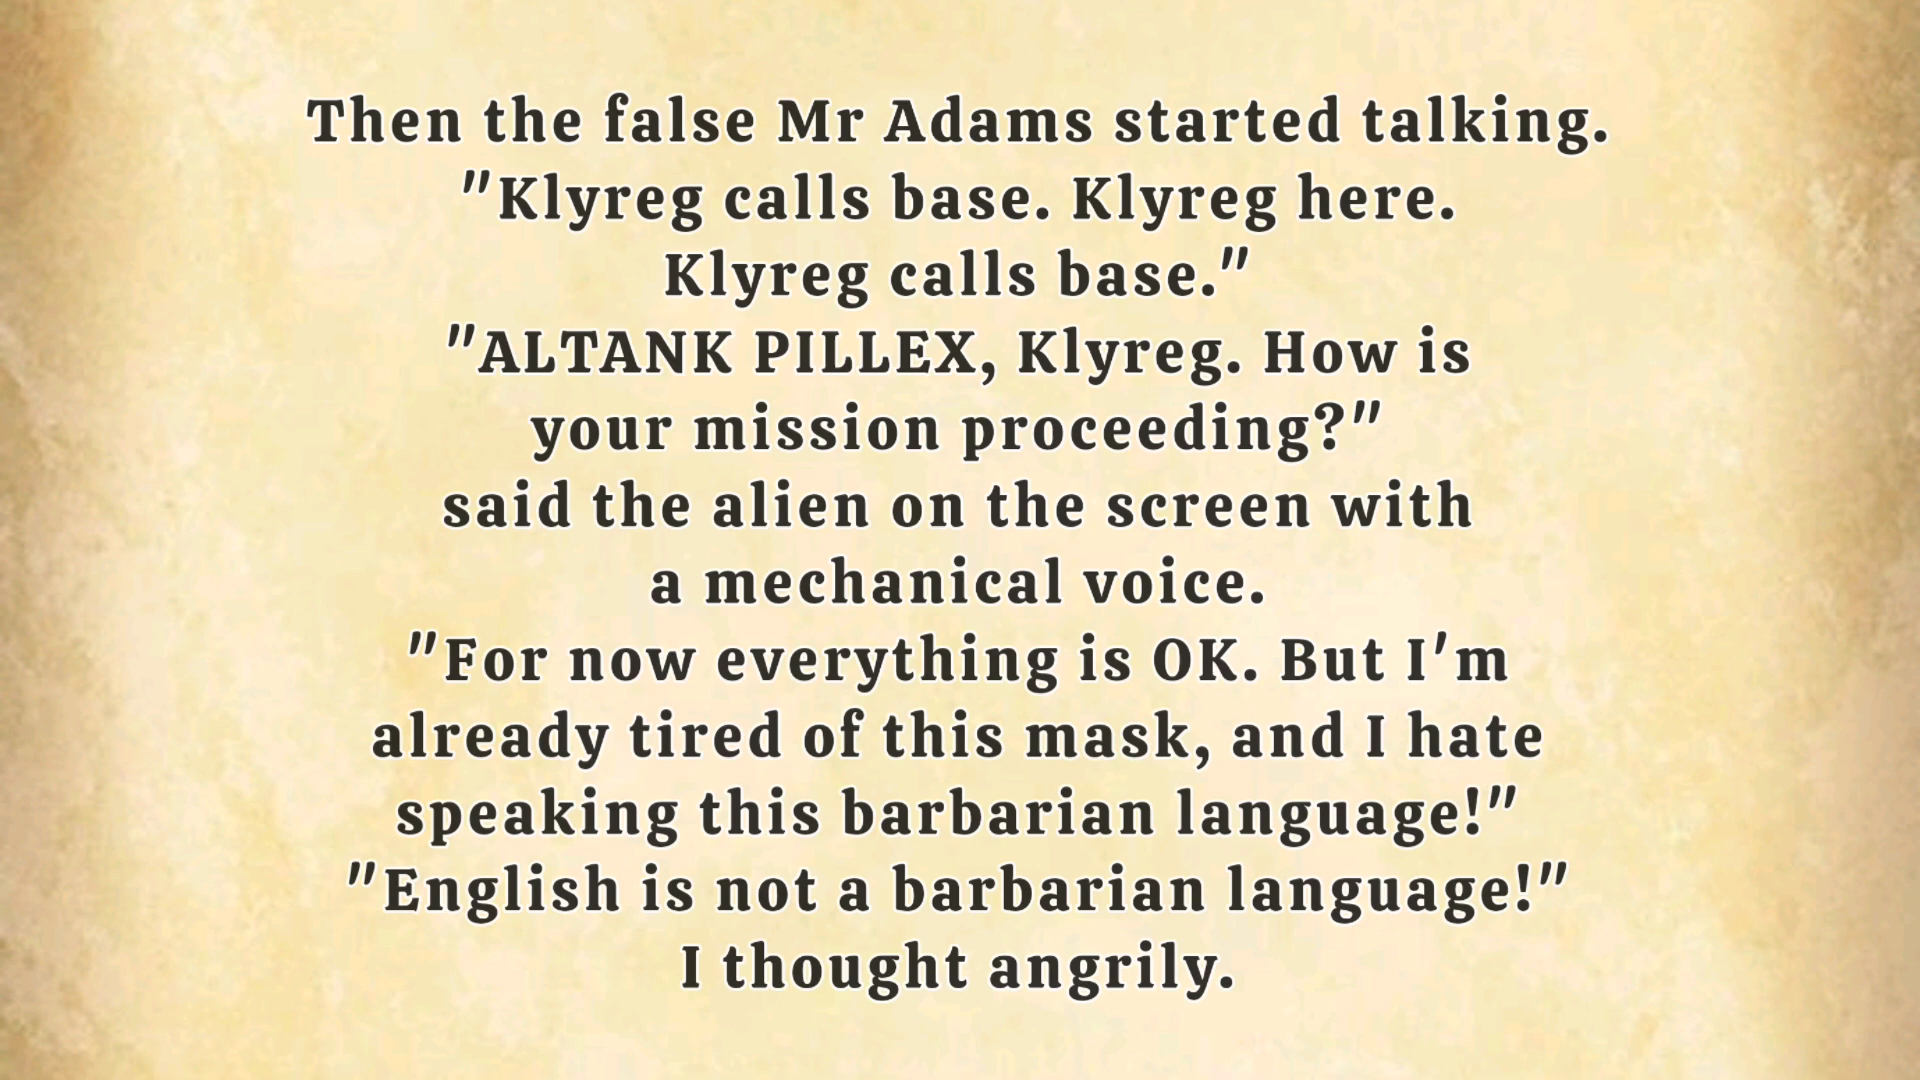 Then the false Mr Adams started talking.
"Klyreg calls base. Klyreg here.
Klyreg calls base."
"ALTANK PILLEX, Klyreg. How is
your mission proceeding?"
said the alien on the screen with
a mechanical voice.
"For now everything is OK. But I'm
already tired of this mask, and I hate
speaking this barbarian language!"
"English is not a barbarian language!"
I thought angrily.